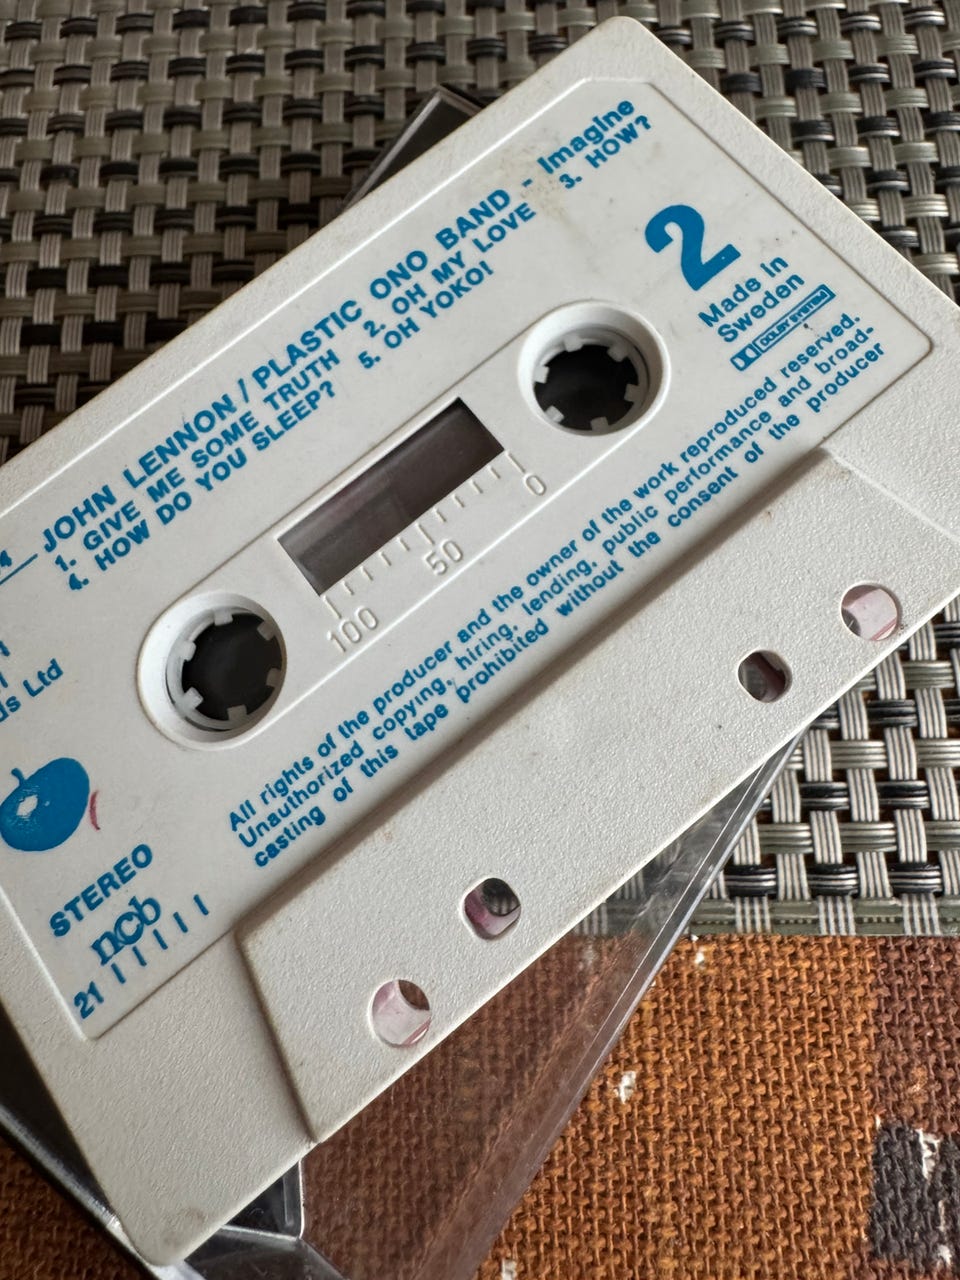 JOHN LENNON / PLASTIC ONO BAND - Imagine
1. GIVE ME SOME TRUTH 2. OH MY LOVE 3. HOW?
4. HOW DO YOU SLEEP? 5. OH YOKO!
2
Made in
Sweden
DOLBY SYSTEM
100 50 0
ds Ltd
All rights of the producer and the owner of the work reproduced reserved.
Unauthorized copying, hiring, lending, public performance and broad-
casting of this tape prohibited without the consent of the producer
STEREO
ncb
21